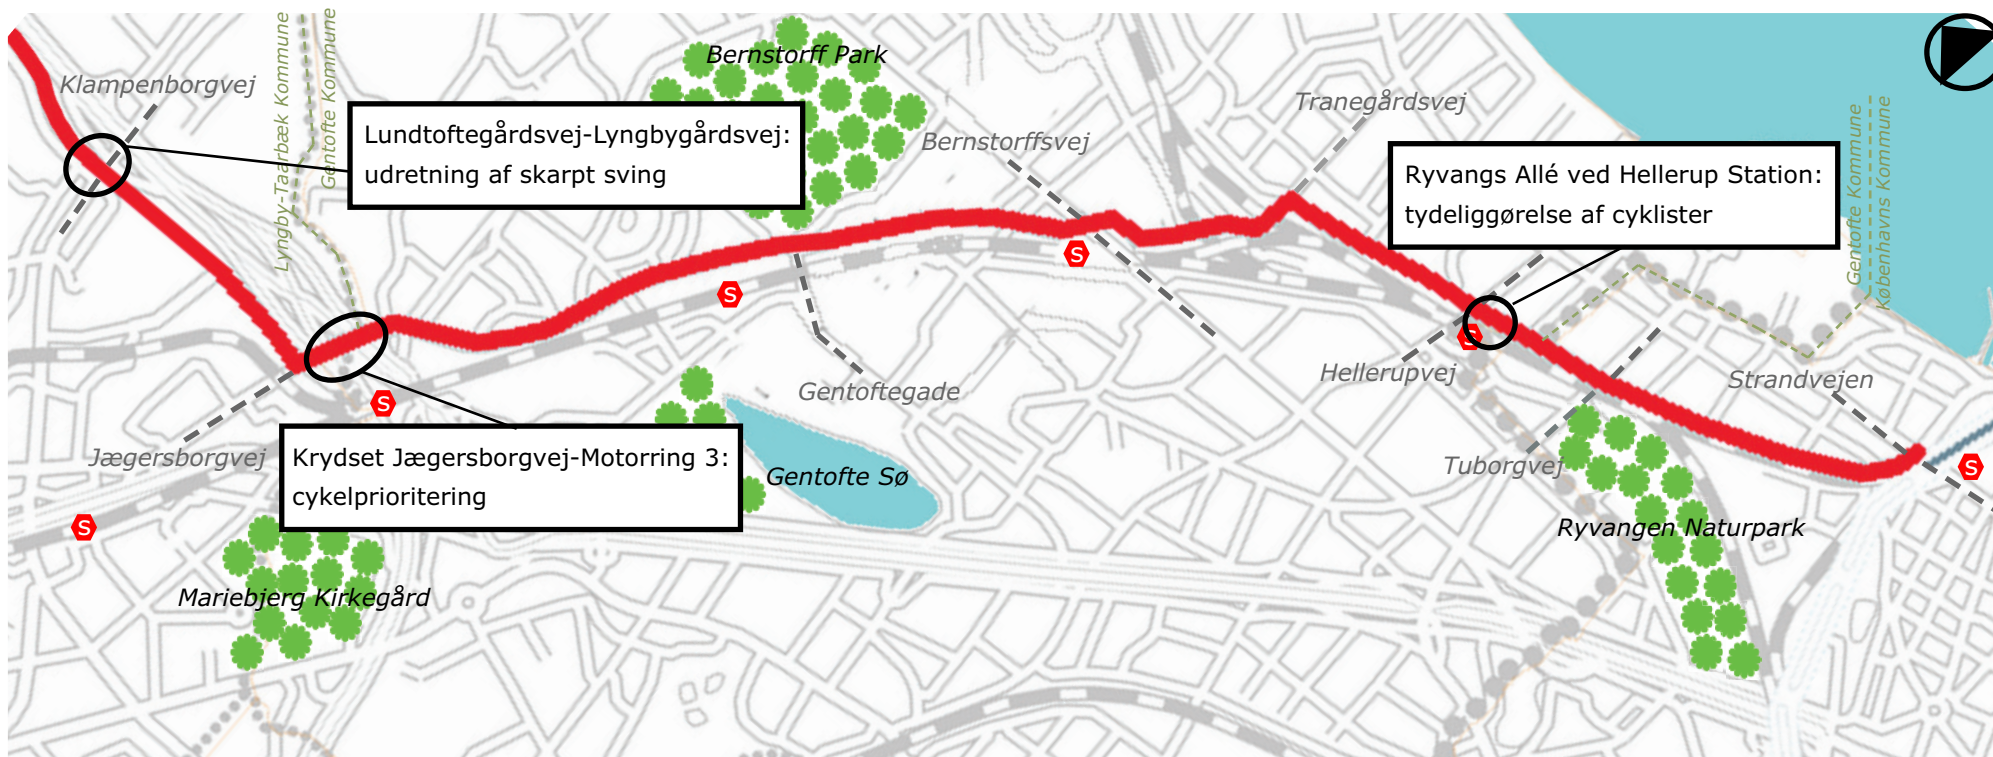 Bernstorff Park
Klampenborgvej
Lyngby-Taarbæk Kommune
Gentofte Kommune
Lundtoftegårdsvej-Lyngbygårdsvej:
udretning af skarpt sving
Bernstorffsvej
Tranegårdsvej
Ryvangs Allé ved Hellerup Station:
tydeliggørelse af cyklister
Gentofte Kommune
Københavns Kommune
S
S
S
S
S
S
Hellerupvej
Strandvejen
Gentoftegade
Jægersborgvej
Krydset Jægersborgvej-Motorring 3:
cykelprioritering
Gentofte Sø
Tuborgvej
Ryvangen Naturpark
Mariebjerg Kirkegård